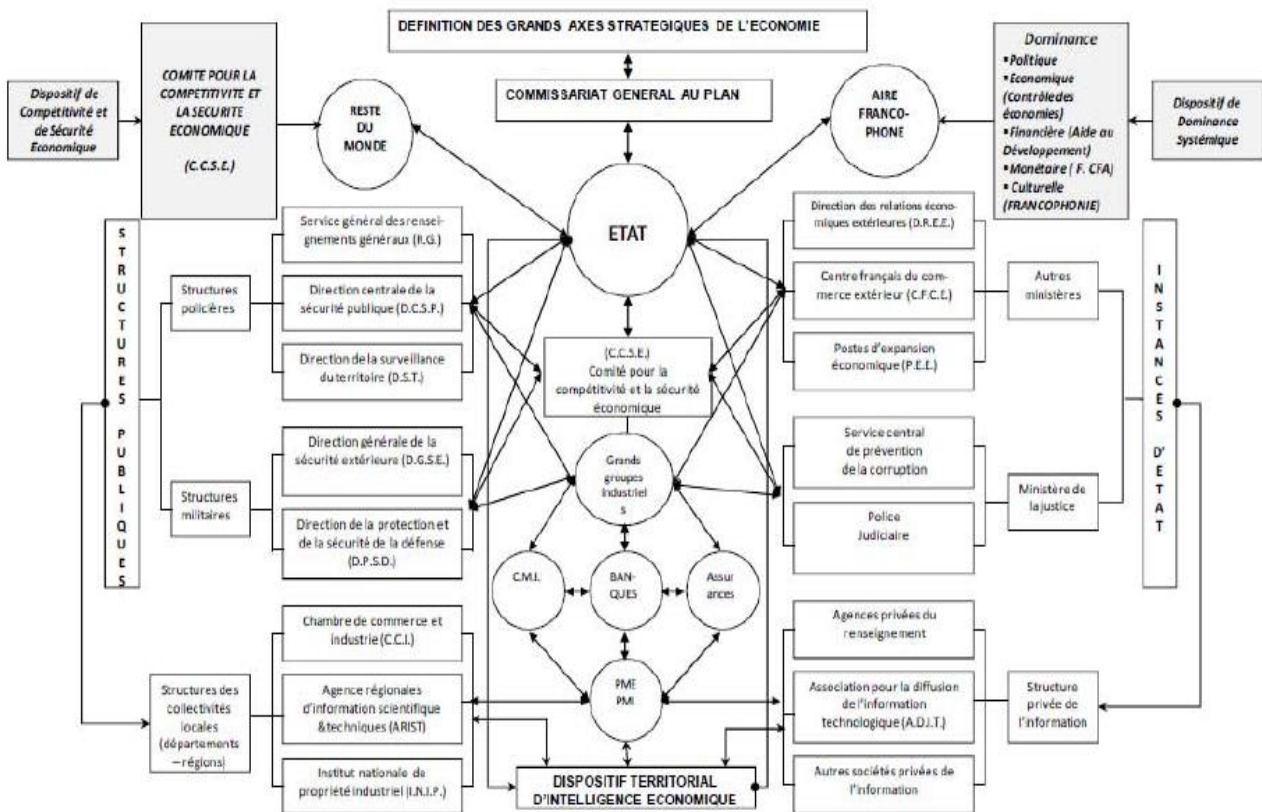 DEFINITION DES GRANDS AXES STRATEGIQUES DE L'ECONOMIE
COMMISSARIAT GENERAL AU PLAN
Dispositif de
Compétitivité et
de Sécurité
Economique
COMITE POUR LA
COMPETITIVITE ET
LA SECURITE
ECONOMIQUE
(C.C.S.E.)
RESTE
DU
MONDE
AIRE
FRANCO-
PHONE
Dominance
▪Politique
▪Economique
(Contrôle des
économies)
▪Financière (Aide au
Développement)
▪Monétaire ( F. CFA)
▪Culturelle
(FRANCOPHONIE)
Dispositif de
Dominance
Systémique
ETAT
STRUCTURES PUBLIQUES
Structures
policières
Service général des rensei-
gnements généraux (R.G.)
Direction centrale de la
sécurité publique (D.C.S.P.)
Direction de la surveillance
du territoire (D.S.T.)
Structures
militaires
Direction générale de la
sécurité extérieure (D.G.S.E.)
Direction de la protection et
de la sécurité de la défense
(D.P.S.D.)
Structures des
collectivités
locales
(départements
– régions)
Chambre de commerce et
industrie (C.C.I.)
Agence régionales
d'information scientifique
&techniques (ARIST)
Institut nationale de
propriété industriel (I.N.I.P.)
(C.C.S.E.)
Comité pour la
compétitivité et la sécurité
économique
Grands
groupes
industriel
s
C.M.I.
BAN-
QUES
Assur
ances
PME
PMI
DISPOSITIF TERRITORIAL
D'INTELLIGENCE ECONOMIQUE
Direction des relations écono-
miques extérieures (D.R.E.E.)
Centre français du com-
merce extérieur (C.F.C.E.)
Postes d'expansion
économique (P.E.E.)
Autres
ministères
Service central
de prévention
de la corruption
Police
Judiciaire
Ministère de
la justice
Agences privées du
renseignement
Association pour la diffusion
de l'information
technologique (A.D.I.T.)
Autres sociétés privées de
l'information
Structure
privée de
l'information
INSTANCES D'ETAT